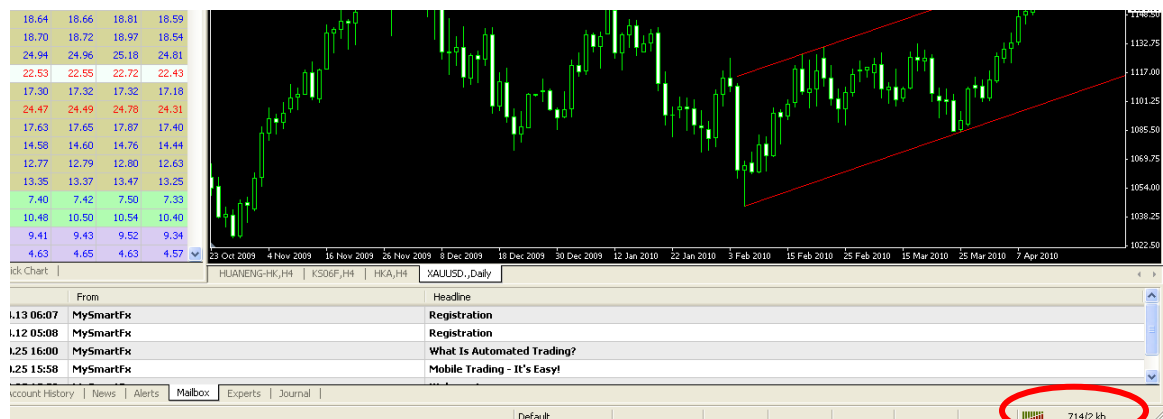 1148.50
18.64 18.66 18.81 18.59
18.70 18.72 18.97 18.54
1132.75
24.94 24.96 25.18 24.81
22.53 22.55 22.72 22.43
1117.00
17.30 17.32 17.32 17.18
24.47 24.49 24.78 24.31
1101.25
17.63 17.65 17.87 17.40
1085.50
14.58 14.60 14.76 14.44
12.77 12.79 12.80 12.63
1069.75
13.35 13.37 13.47 13.25
1054.00
7.40 7.42 7.50 7.33
10.48 10.50 10.54 10.40
1038.25
9.41 9.43 9.52 9.34
1022.50
4.63 4.65 4.63 4.57
23 Oct 2009 4 Nov 2009 16 Nov 2009 26 Nov 2009 8 Dec 2009 18 Dec 2009 30 Dec 2009 12 Jan 2010 22 Jan 2010 3 Feb 2010 15 Feb 2010 25 Feb 2010 15 Mar 2010 25 Mar 2010 7 Apr 2010
ick Chart |
HUANENG-HK,H4 | KS06F,H4 | HKA,H4 XAUUSD.,Daily
From Headline
.13 06:07 MySmartFx Registration
.12 05:08 MySmartFx Registration
.25 16:00 MySmartFx What Is Automated Trading?
.25 15:58 MySmartFx Mobile Trading - It's Easy!
Account History | News | Alerts Mailbox Experts | Journal |
Default 714/2 kb